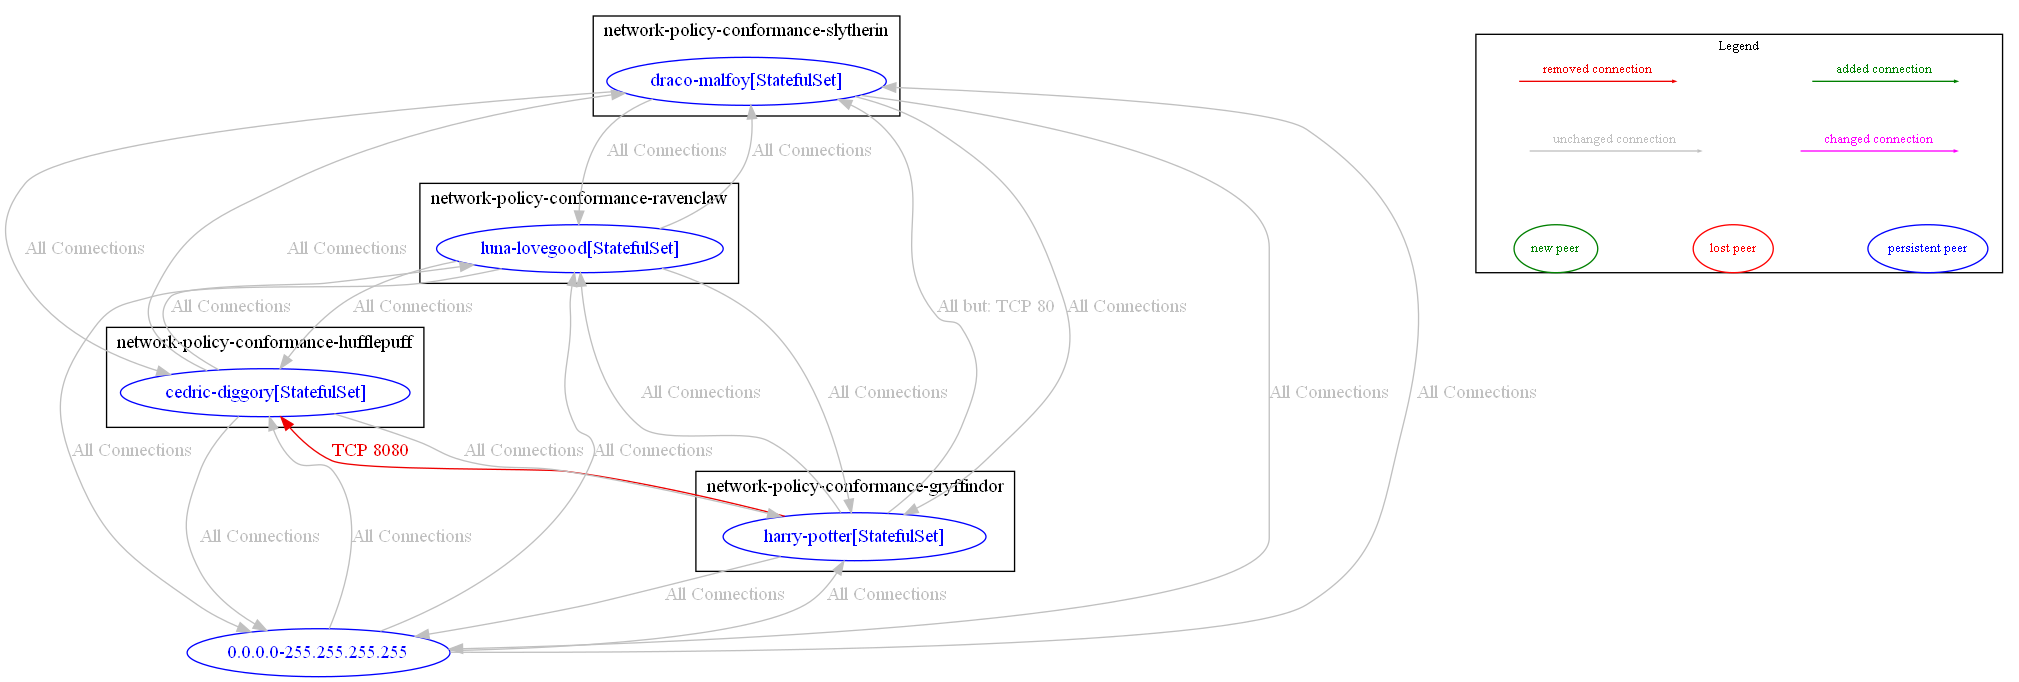 network-policy-conformance-slytherin
draco-malfoy[StatefulSet]
Legend
removed connection
added connection
unchanged connection
changed connection
new peer
lost peer
persistent peer
All Connections
All Connections
network-policy-conformance-ravenclaw
luna-lovegood[StatefulSet]
All Connections
All Connections
All Connections
All Connections
All but: TCP 80
All Connections
network-policy-conformance-hufflepuff
cedric-diggory[StatefulSet]
All Connections
All Connections
All Connections
All Connections
All Connections
TCP 8080
All Connections
All Connections
network-policy-conformance-gryffindor
harry-potter[StatefulSet]
All Connections
All Connections
All Connections
All Connections
0.0.0.0-255.255.255.255